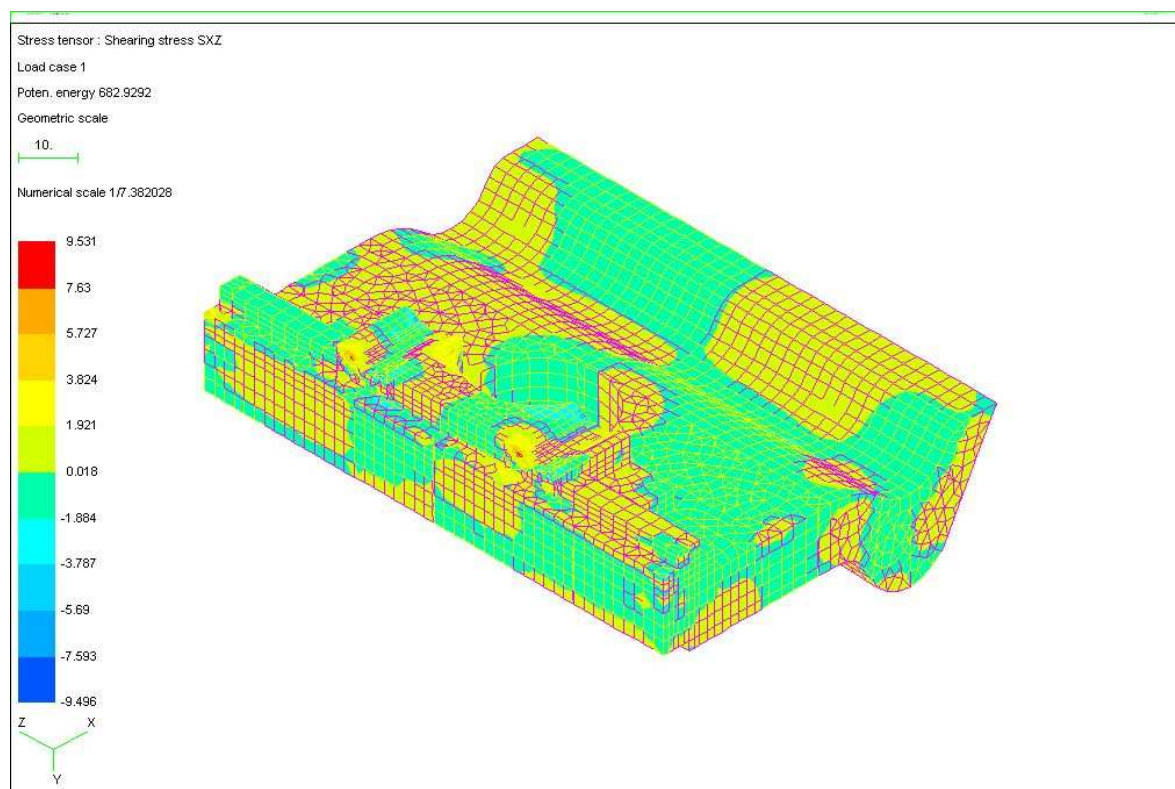 Stress tensor : Shearing stress SXZ
Load case 1
Poten. energy 682.9292
Geometric scale
10.
Numerical scale 1/7.382028
9.531
7.63
5.727
3.824
1.921
0.018
-1.884
-3.787
-5.69
-7.593
-9.496
Z X
Y